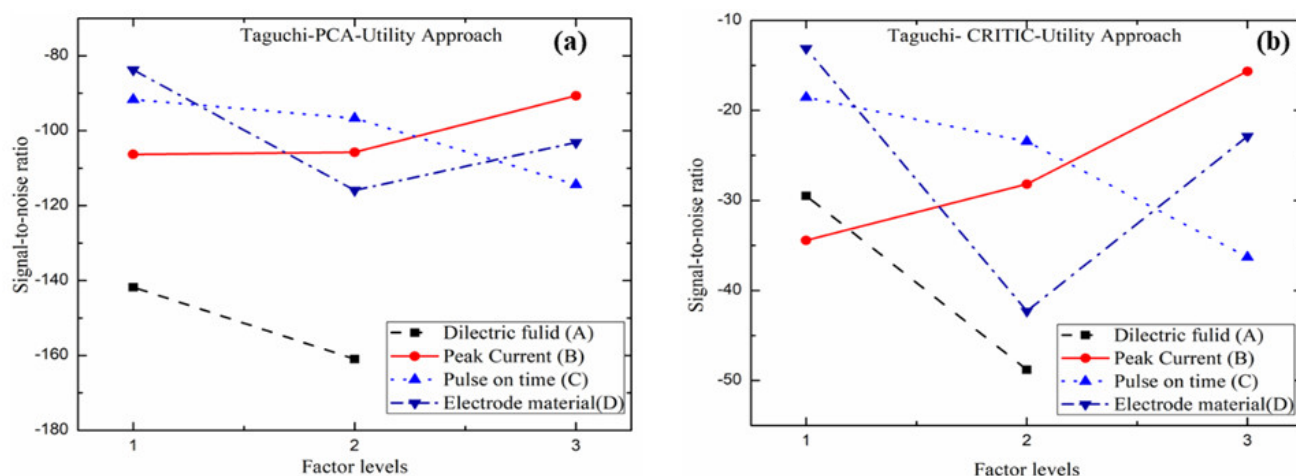 Taguchi-PCA-Utility Approach
(a)
-80
-100
-120
-140
-160
-180
Signal-to-noise ratio
Dilectric fulid (A)
Peak Current (B)
Pulse on time (C)
Electrode material(D)
1 2 3
Factor levels
Taguchi- CRITIC-Utility Approach
(b)
-10
-20
-30
-40
-50
Signal-to-noise ratio
Dilectric fulid (A)
Peak Current (B)
Pulse on time (C)
Electrode material(D)
1 2 3
Factor levels